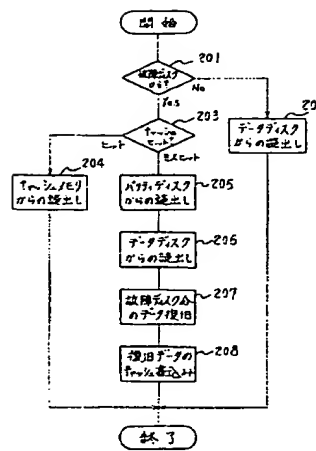 開始
201
故障ディスク
から?
No
Yes
203
20
キャッシュ
ヒット?
データディスク
からの読出し
ヒット
ミスヒット
204
キャッシュメモリ
からの読出し
205
パリティディスク
からの読出し
206
データディスク
からの読出し
207
故障ディスク分
のデータ復旧
208
復旧データの
キャッシュ書込み
終了